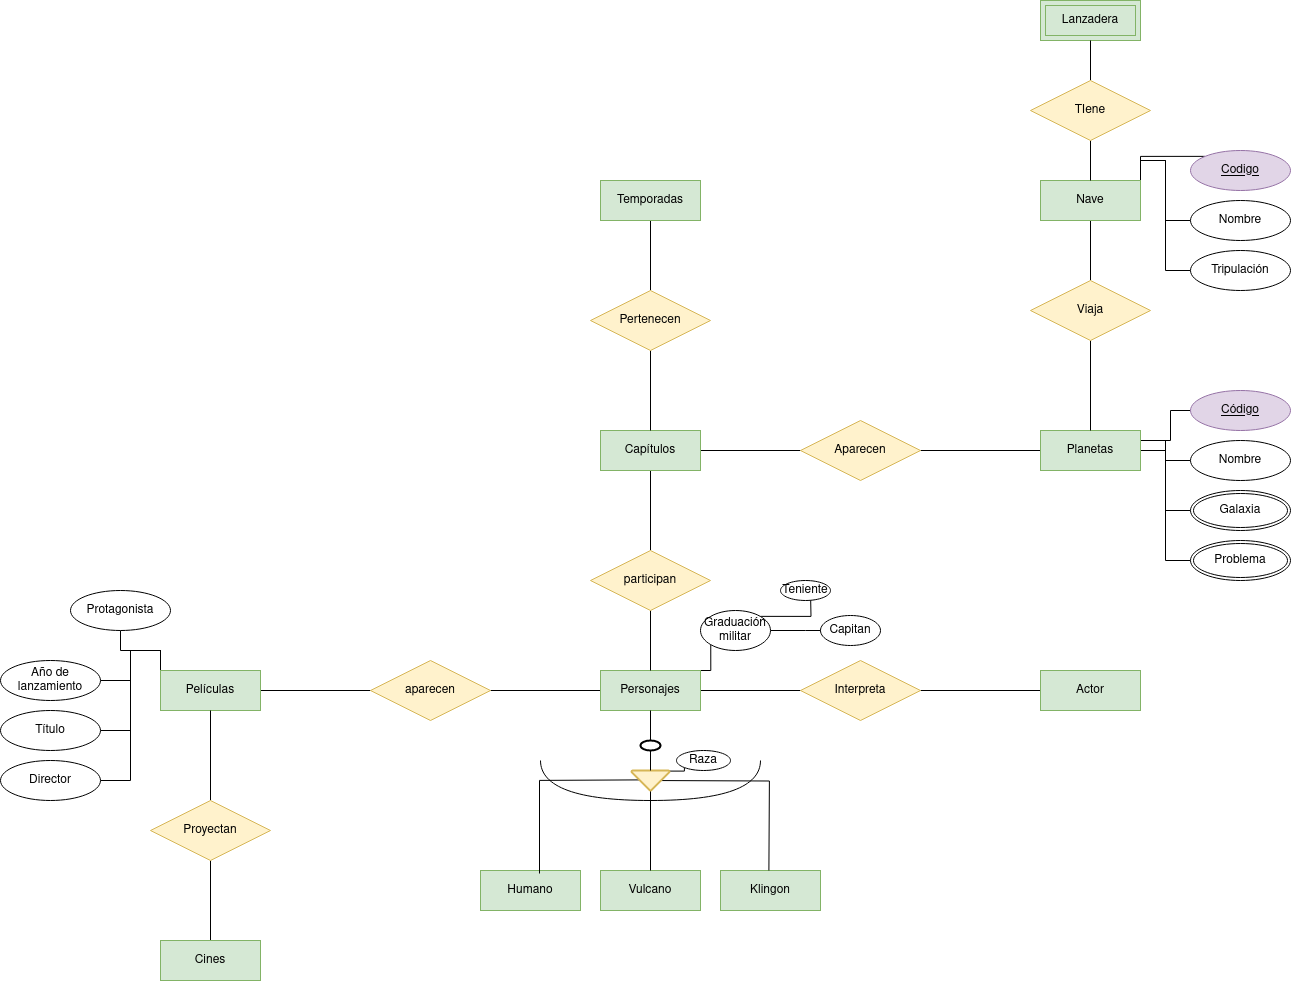 Lanzadera
TIene
Codigo
Temporadas
Nave
Nombre
Tripulación
Pertenecen
Viaja
Código
Capítulos
Aparecen
Planetas
Nombre
Galaxia
Problema
participan
Teniente
Protagonista
Graduación
militar
Capitan
Año de
lanzamiento
Películas
aparecen
Personajes
Interpreta
Actor
Título
Raza
Director
Proyectan
Humano
Vulcano
Klingon
Cines